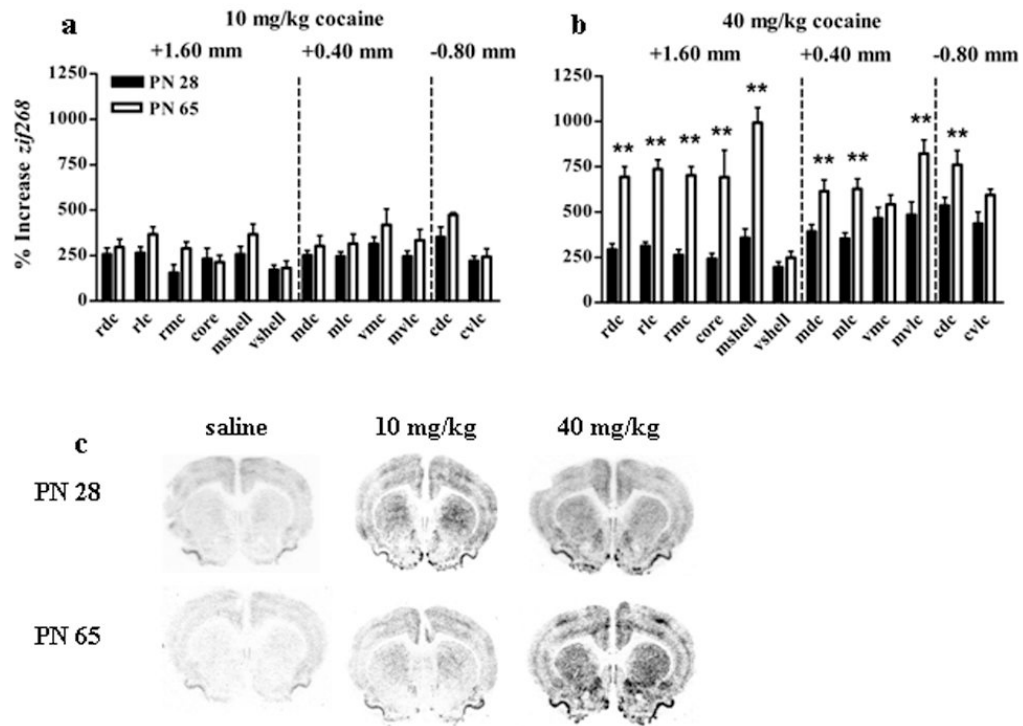 a
10 mg/kg cocaine
+1.60 mm
+0.40 mm
-0.80 mm
% Increase zif268
1250
1000
750
500
250
0
PN 28
PN 65
rdc
rlc
rmc
core
mshell
vshell
mdc
mlc
vmc
mvlc
cdc
cvlc
b
40 mg/kg cocaine
+1.60 mm
+0.40 mm
-0.80 mm
1250
1000
750
500
250
0
**
**
**
**
**
**
**
**
**
rdc
rlc
rmc
core
mshell
vshell
mdc
mlc
vmc
mvlc
cdc
cvlc
c
saline
10 mg/kg
40 mg/kg
PN 28
PN 65